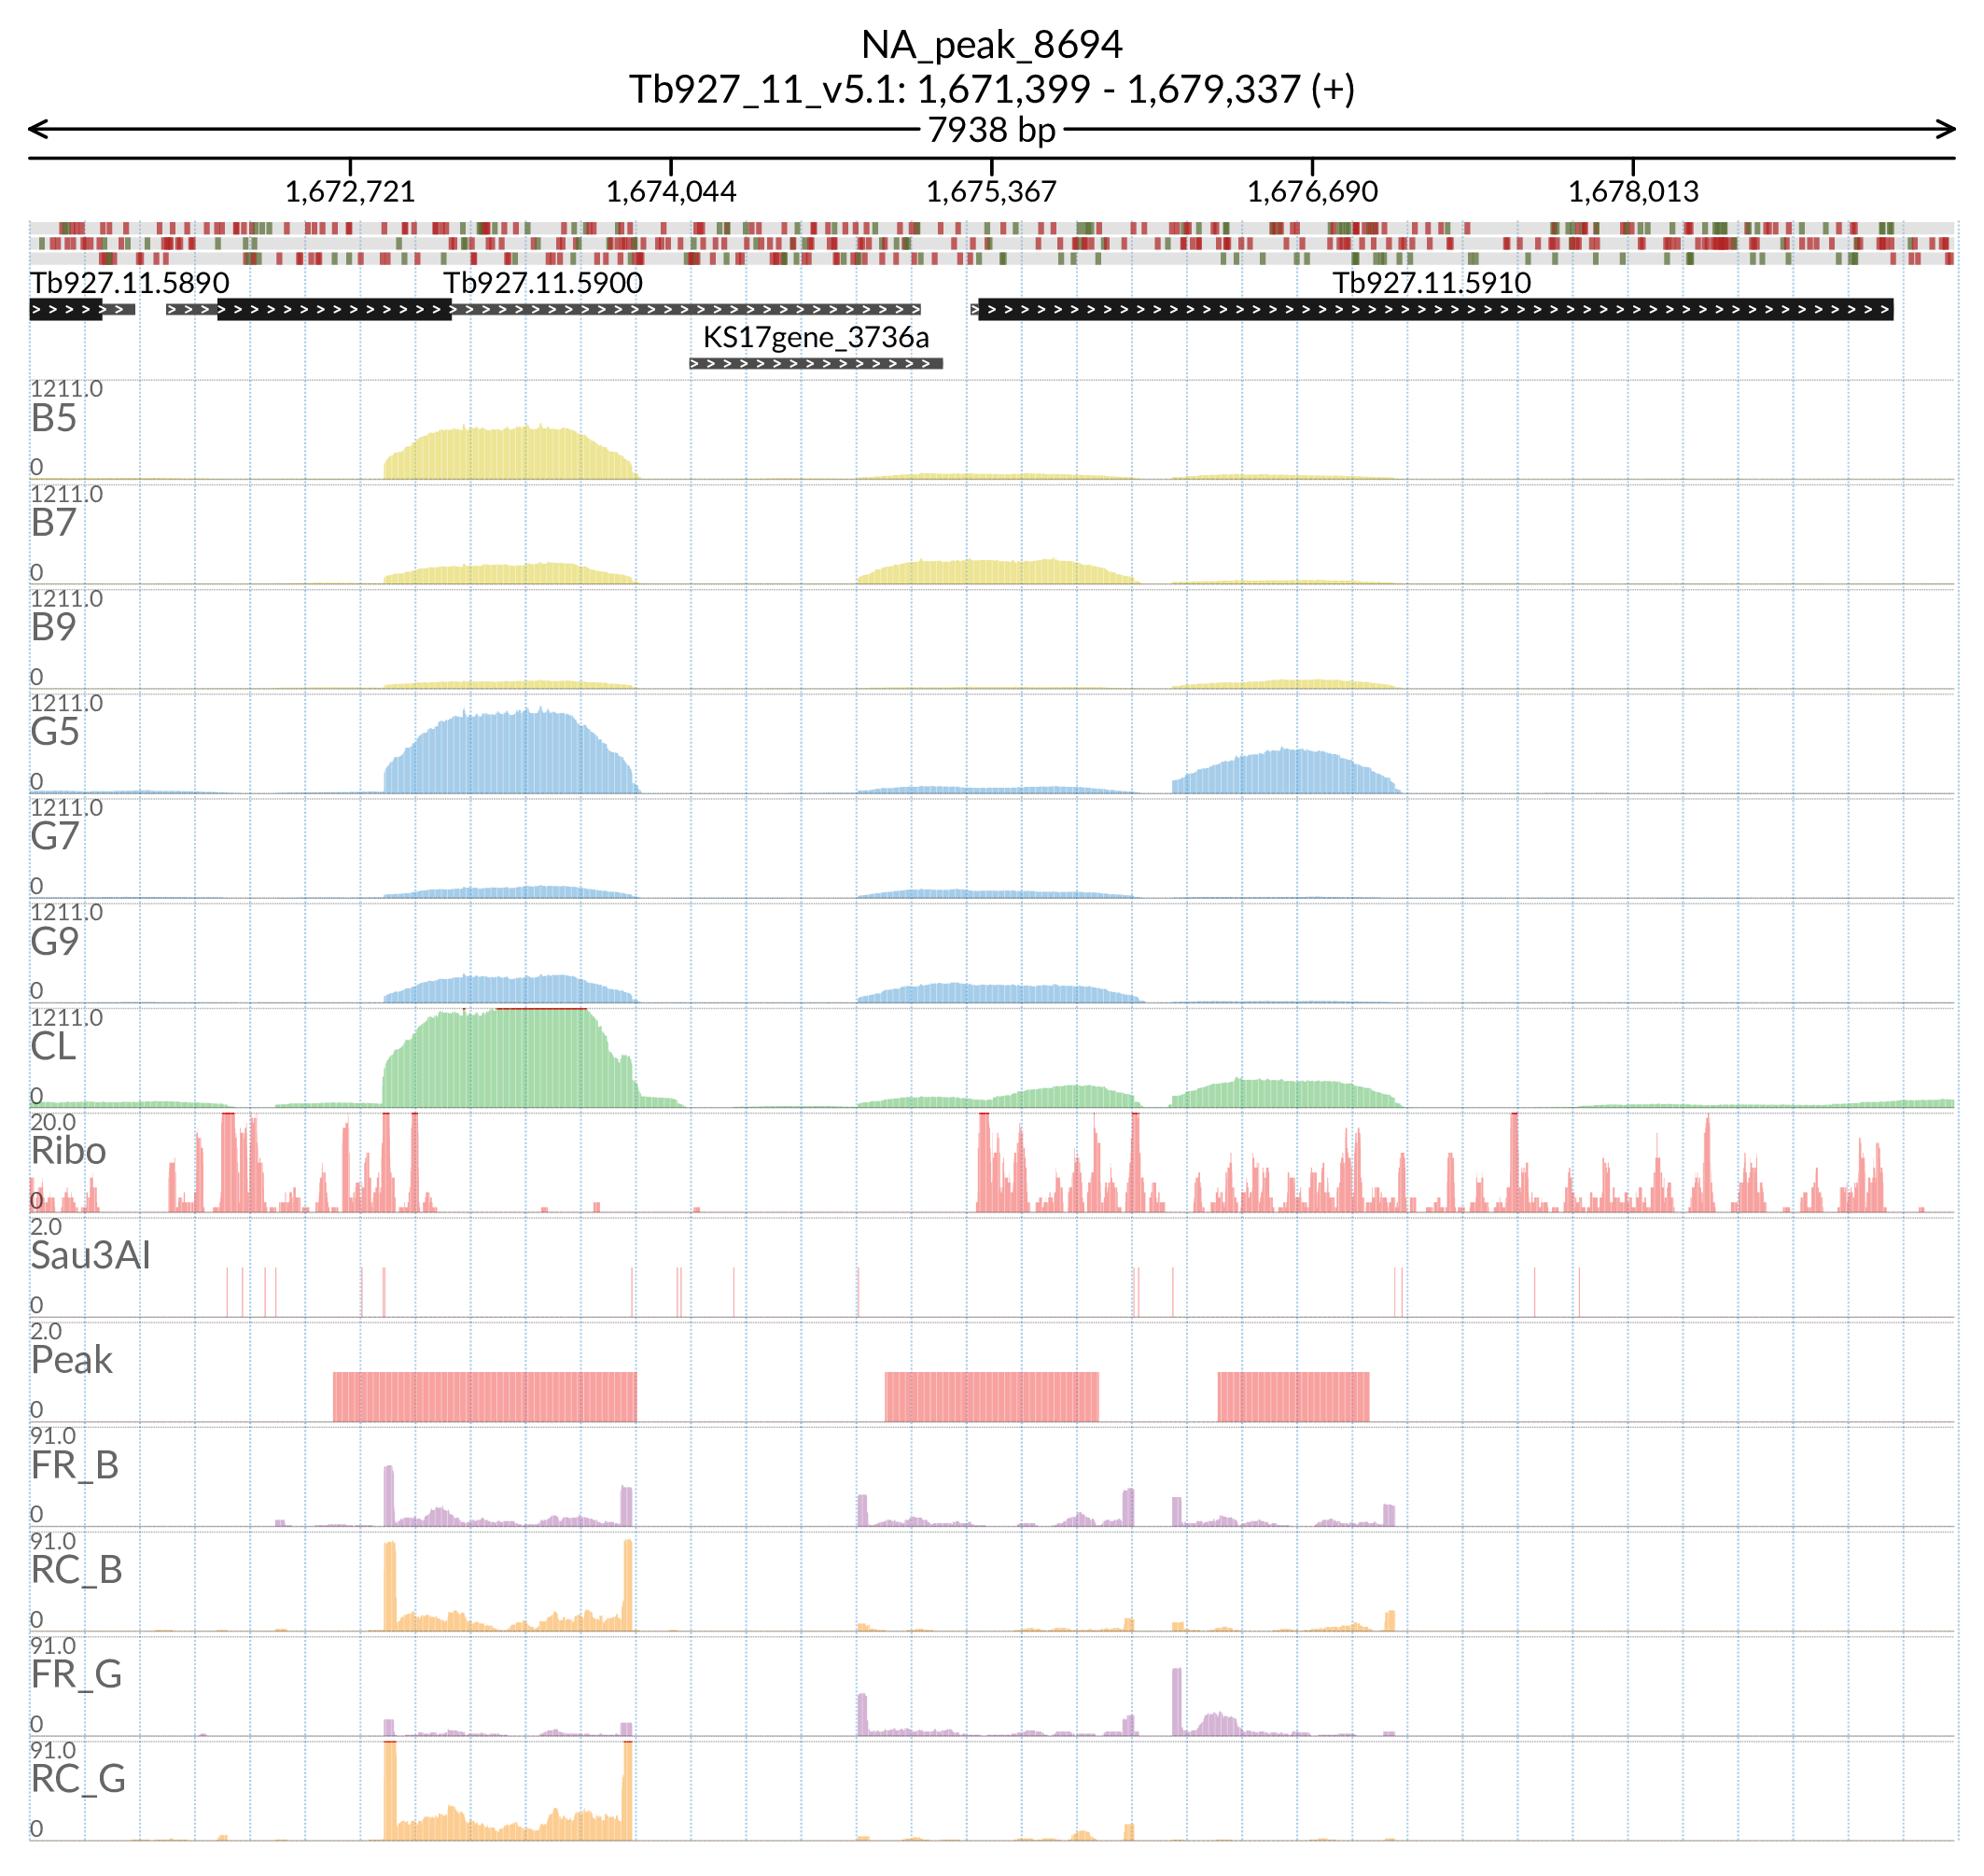 NA_peak_8694
Tb927_11_v5.1: 1,671,399 - 1,679,337 (+)
7938 bp
1,672,721 1,674,044 1,675,367 1,676,690 1,678,013
Tb927.11.5890 Tb927.11.5900 Tb927.11.5910
KS17gene_3736a
1211.0
B5
0
1211.0
B7
0
1211.0
B9
0
1211.0
G5
0
1211.0
G7
0
1211.0
G9
0
1211.0
CL
0
20.0
Ribo
0
2.0
Sau3AI
0
2.0
Peak
0
91.0
FR_B
0
91.0
RC_B
0
91.0
FR_G
0
91.0
RC_G
0